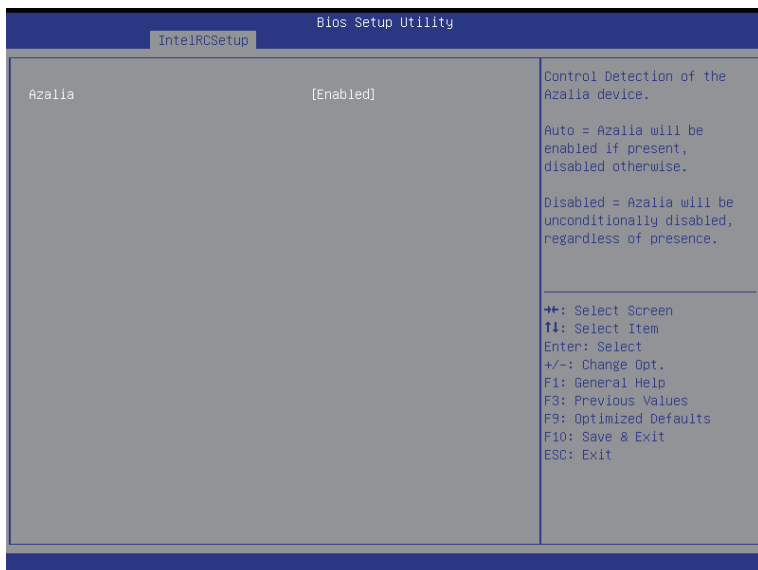 Bios Setup Utility
IntelRCSetup
Azalia [Enabled]
Control Detection of the
Azalia device.
Auto = Azalia will be
enabled if present,
disabled otherwise.
Disabled = Azalia will be
unconditionally disabled,
regardless of presence.
→←: Select Screen
↑↓: Select Item
Enter: Select
+/-: Change Opt.
F1: General Help
F3: Previous Values
F9: Optimized Defaults
F10: Save & Exit
ESC: Exit